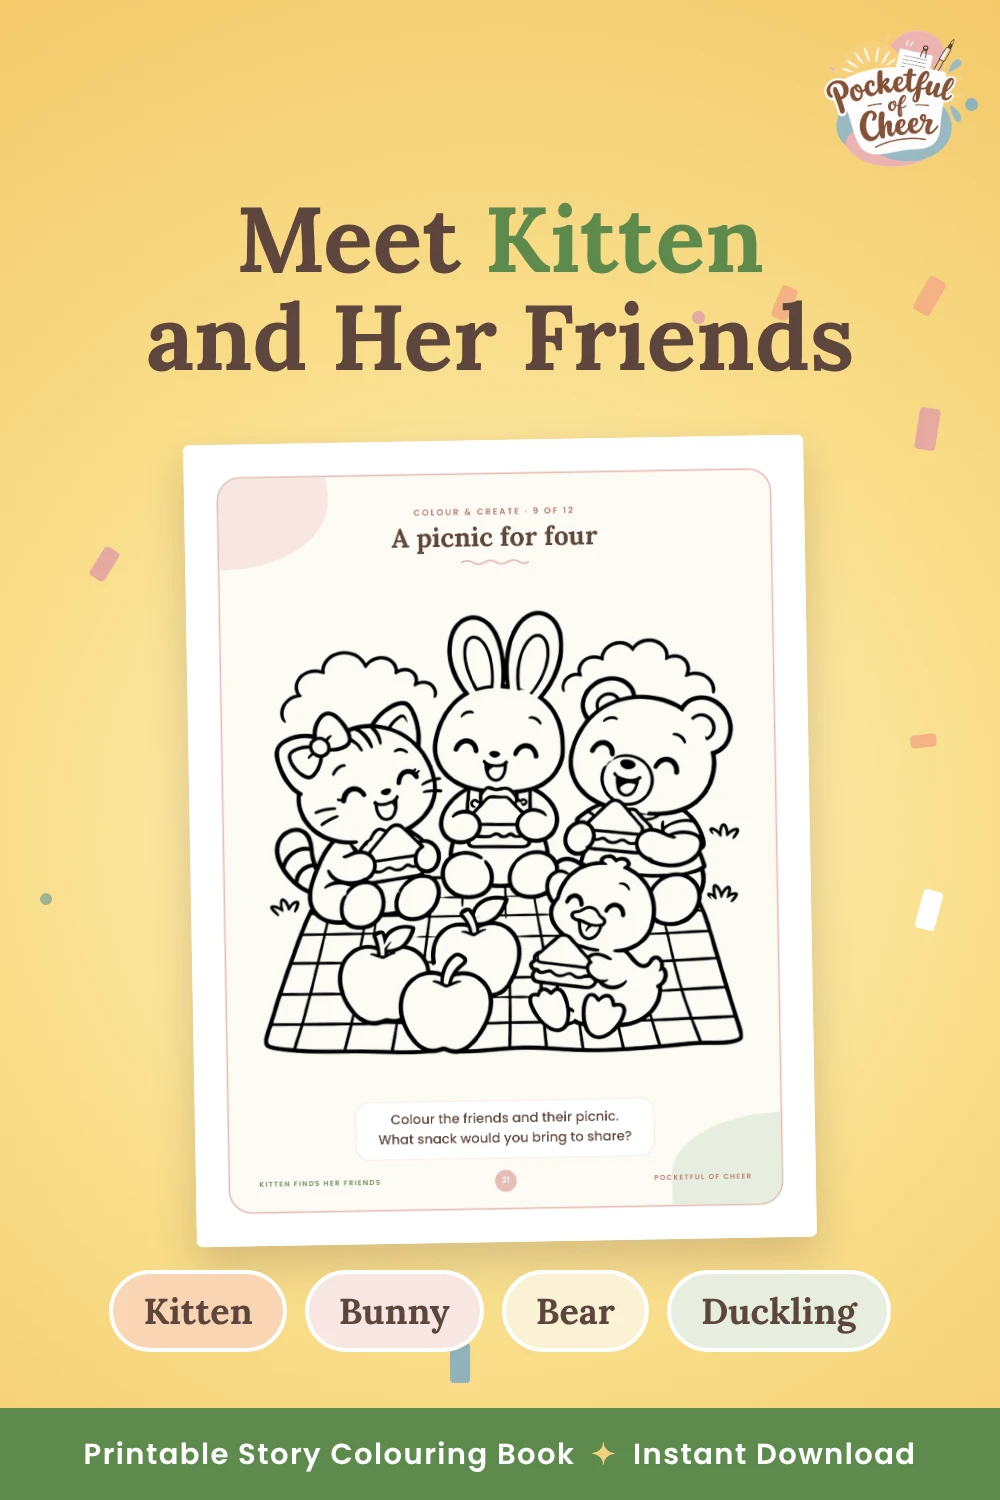 Pocketful
of
Cheer
Meet Kitten
and Her Friends
COLOUR & CREATE · 9 OF 12
A picnic for four
Colour the friends and their picnic.
What snack would you bring to share?
KITTEN FINDS HER FRIENDS
21
POCKETFUL OF CHEER
Kitten
Bunny
Bear
Duckling
Printable Story Colouring Book ✦ Instant Download